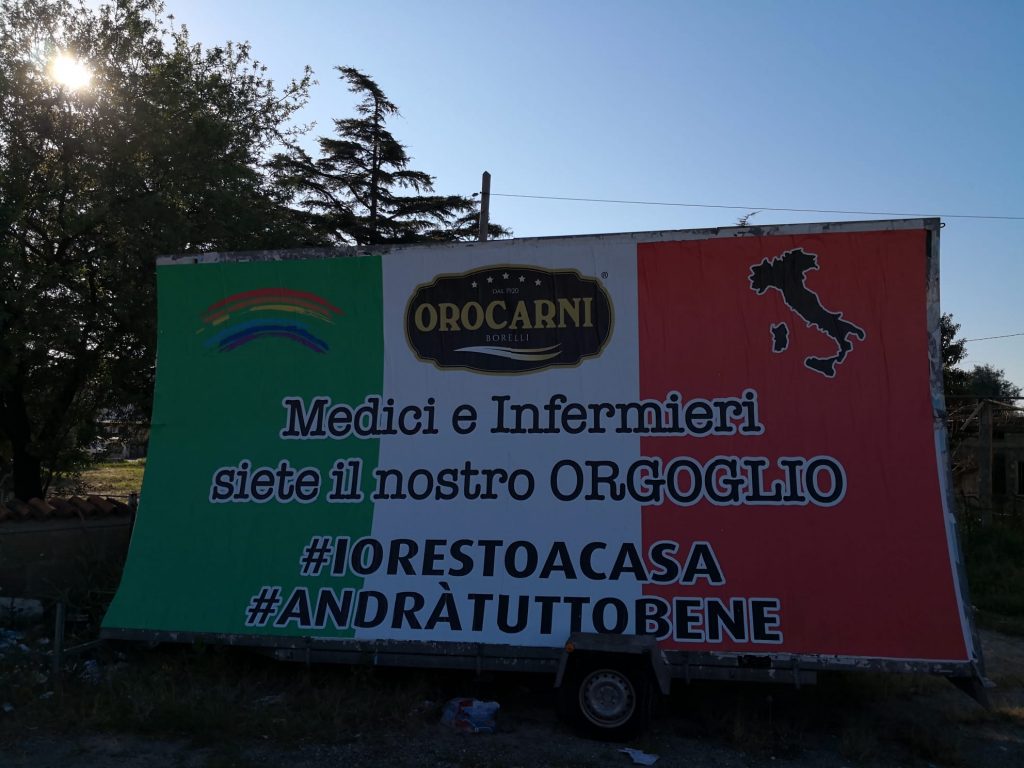 DAL 1920
OROCARNI ®
BORELLI
Medici e Infermieri
siete il nostro ORGOGLIO
#IORESTOACASA
#ANDRÀTUTTOBENE